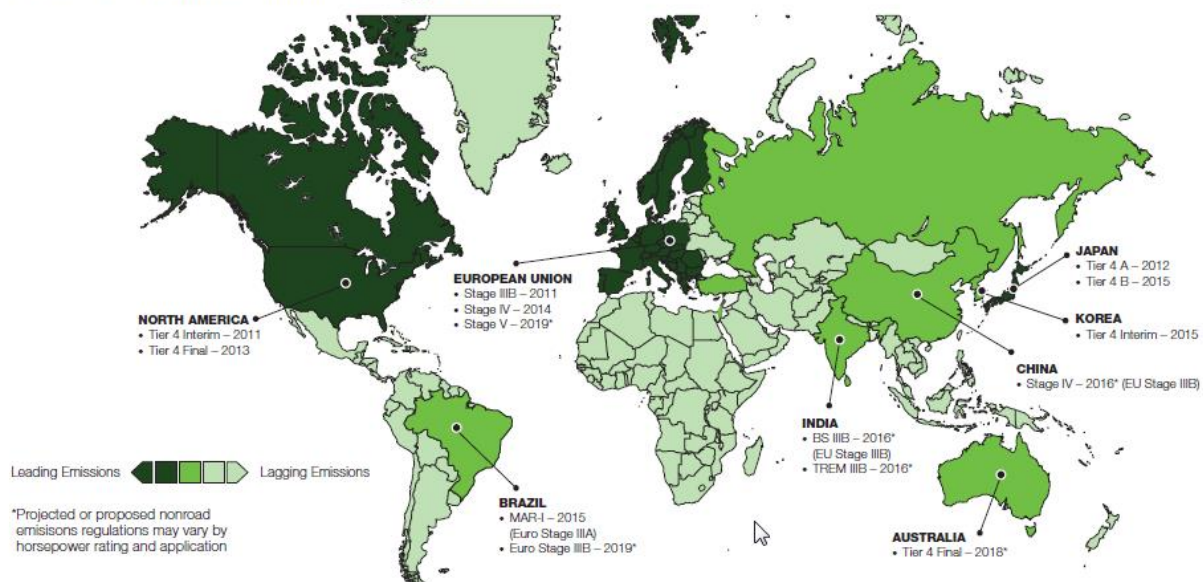 NORTH AMERICA
• Tier 4 Interim – 2011
• Tier 4 Final – 2013
EUROPEAN UNION
• Stage IIIB – 2011
• Stage IV – 2014
• Stage V – 2019*
JAPAN
• Tier 4 A – 2012
• Tier 4 B – 2015
KOREA
• Tier 4 Interim – 2015
CHINA
• Stage IV – 2016* (EU Stage IIIB)
INDIA
• BS IIIB – 2016*
(EU Stage IIIB)
• TREM IIIB – 2016*
BRAZIL
• MAR-I – 2015
(Euro Stage IIIA)
• Euro Stage IIIB – 2019*
AUSTRALIA
• Tier 4 Final – 2018*
Leading Emissions
Lagging Emissions
*Projected or proposed nonroad
emisisons regulations may vary by
horsepower rating and application